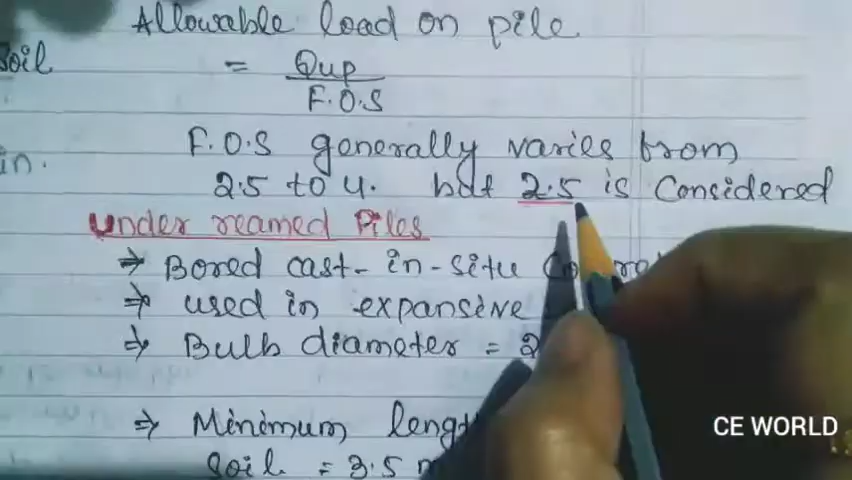 Allowable load on pile
soil = Qup
F.O.S
in. F.O.S generally varies from
2.5 to 4. but 2.5 is Considered
Under reamed Piles
⇒ Bored cast-in-situ
⇒ used in expansive
⇒ Bulb diameter = 2
⇒ Minimum
soil = 3.5 m
CE WORLD